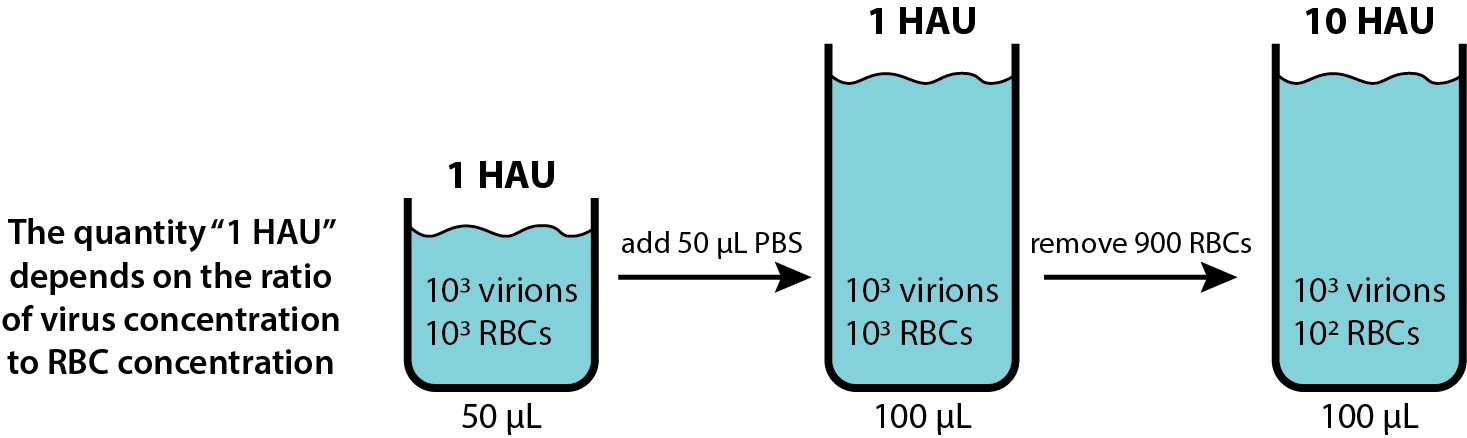 The quantity “1 HAU”
depends on the ratio
of virus concentration
to RBC concentration
1 HAU
10³ virions
10³ RBCs
50 µL
add 50 µL PBS
1 HAU
10³ virions
10³ RBCs
100 µL
remove 900 RBCs
10 HAU
10³ virions
10² RBCs
100 µL